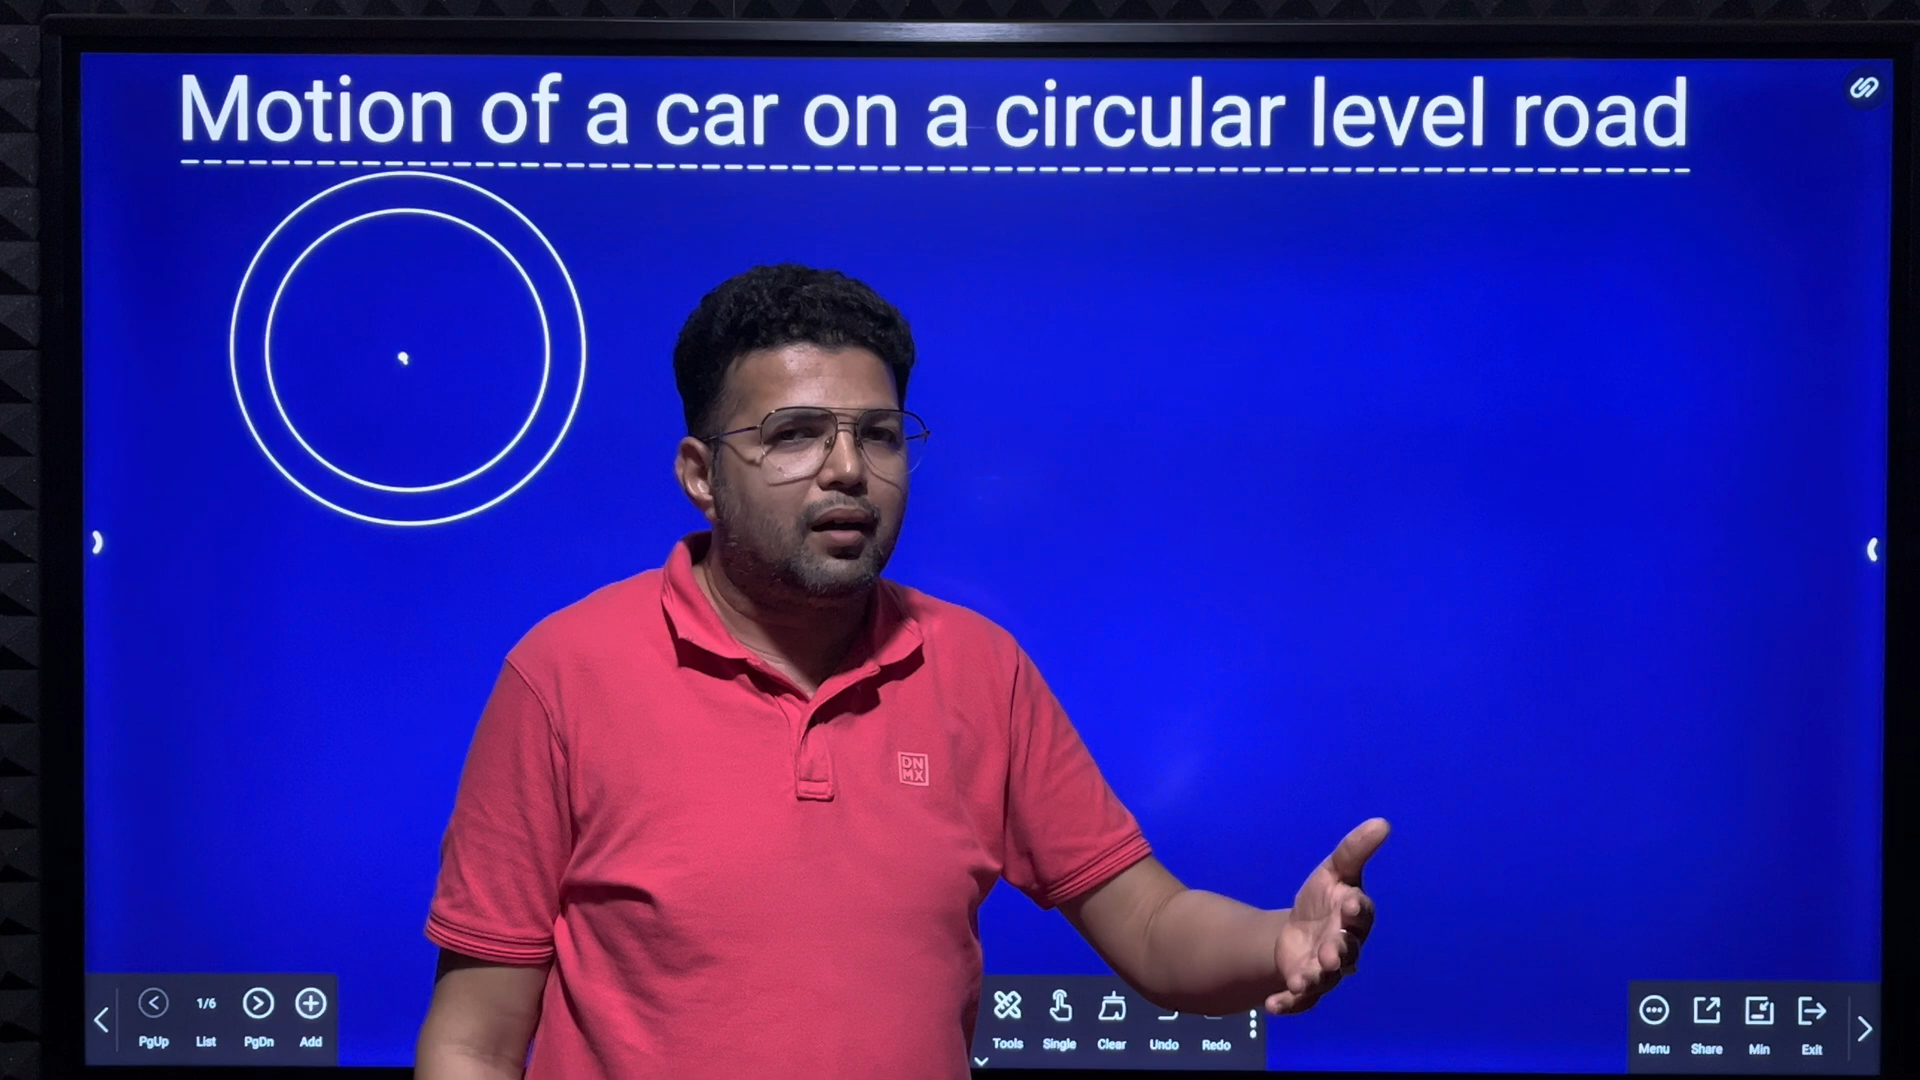 Motion of a car on a circular level road
DN
MX
1/6
PgUp
List
PgDn
Add
Tools
Single
Clear
Undo
Redo
Menu
Share
Min
Exit